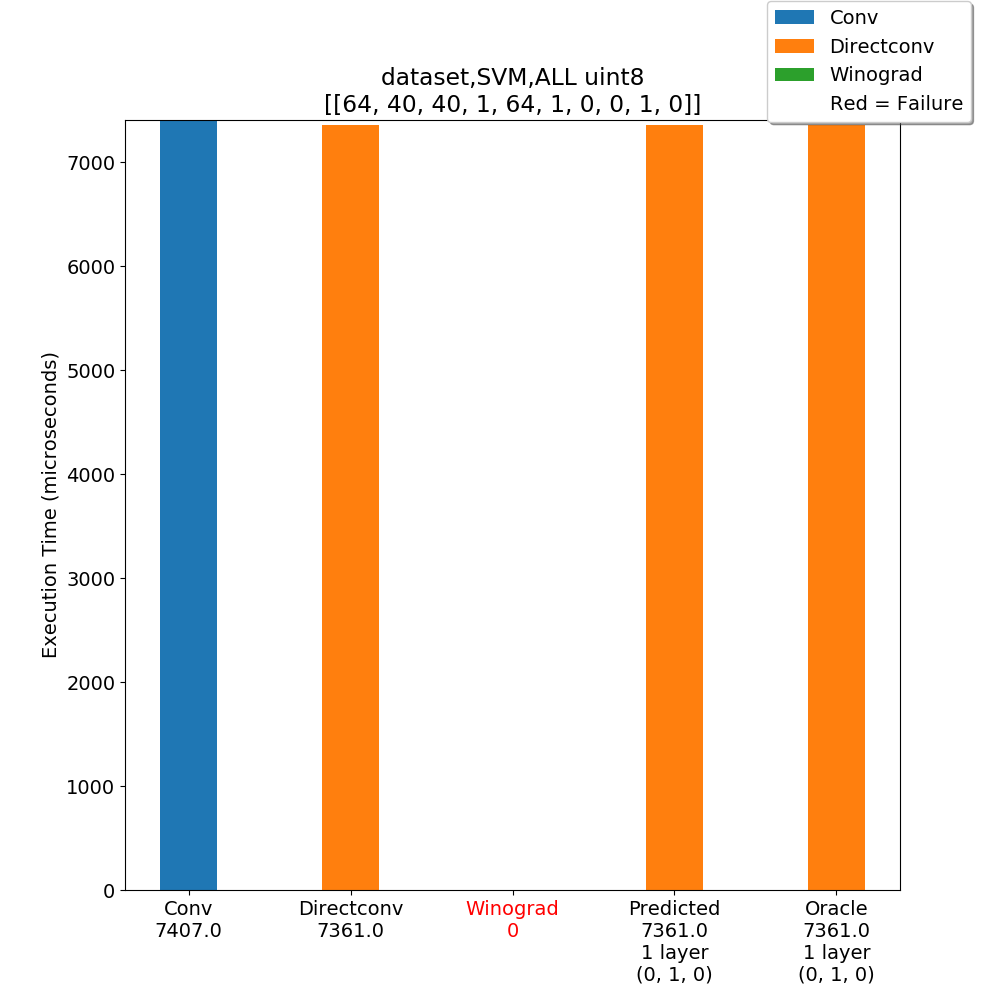 Conv
Directconv
Winograd
Red = Failure
dataset,SVM,ALL uint8
[[64, 40, 40, 1, 64, 1, 0, 0, 1, 0]]
Execution Time (microseconds)
7000
6000
5000
4000
3000
2000
1000
0
Conv
7407.0
Directconv
7361.0
Winograd
0
Predicted
7361.0
1 layer
(0, 1, 0)
Oracle
7361.0
1 layer
(0, 1, 0)